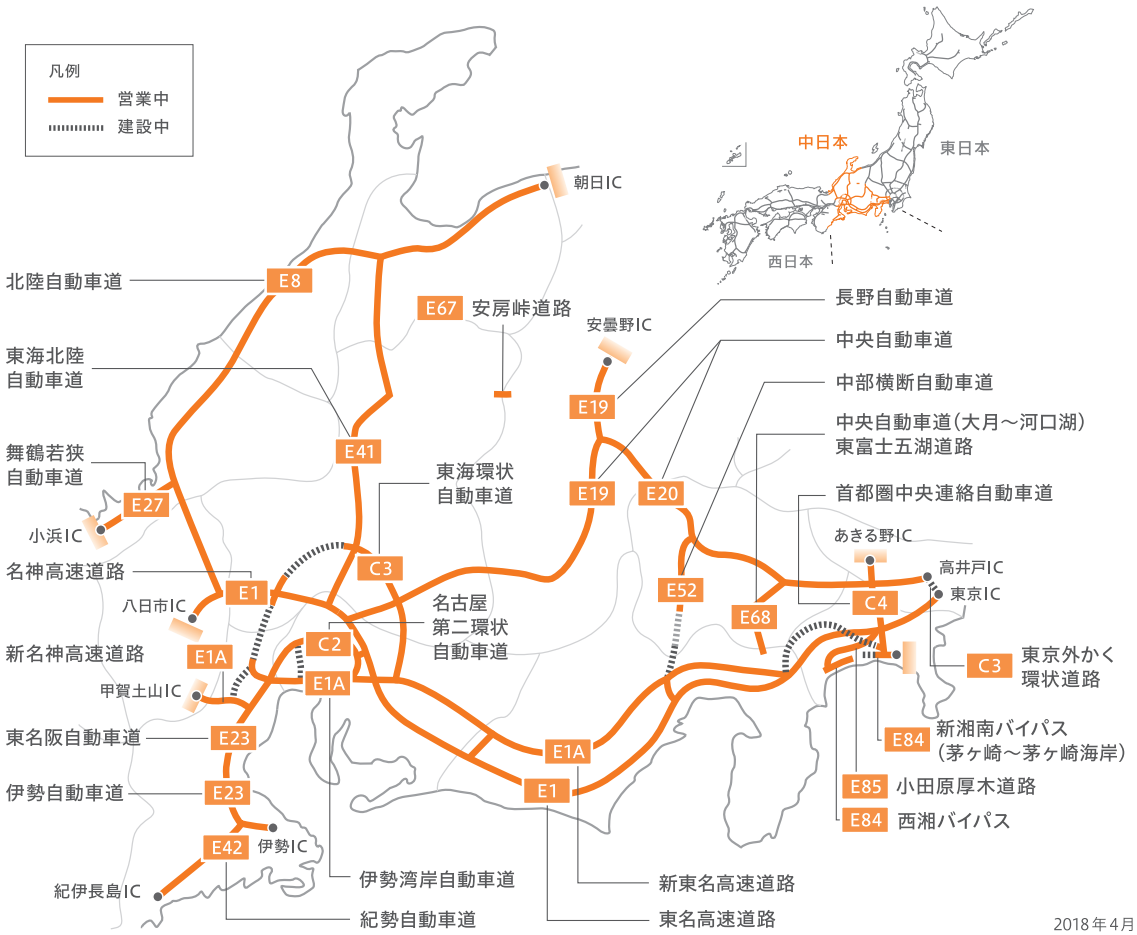 凡例
営業中
建設中
中日本
東日本
西日本
朝日IC
北陸自動車道
E8
E67
安房峠道路
長野自動車道
安曇野IC
中央自動車道
東海北陸
自動車道
中部横断自動車道
E19
中央自動車道(大月～河口湖)
東富士五湖道路
E41
舞鶴若狭
自動車道
東海環状
自動車道
E19
E20
首都圏中央連絡自動車道
E27
小浜IC
あきる野IC
名神高速道路
C3
高井戸IC
E1
E52
東京IC
八日市IC
名古屋
第二環状
自動車道
E68
C4
C2
新名神高速道路
E1A
E1A
C3
東京外かく
環状道路
甲賀土山IC
東名阪自動車道
E23
E1A
E84
新湘南バイパス
(茅ヶ崎～茅ヶ崎海岸)
伊勢自動車道
E23
E1
E85
小田原厚木道路
E84
西湘バイパス
E42
伊勢IC
紀伊長島IC
伊勢湾岸自動車道
新東名高速道路
紀勢自動車道
東名高速道路
2018年4月